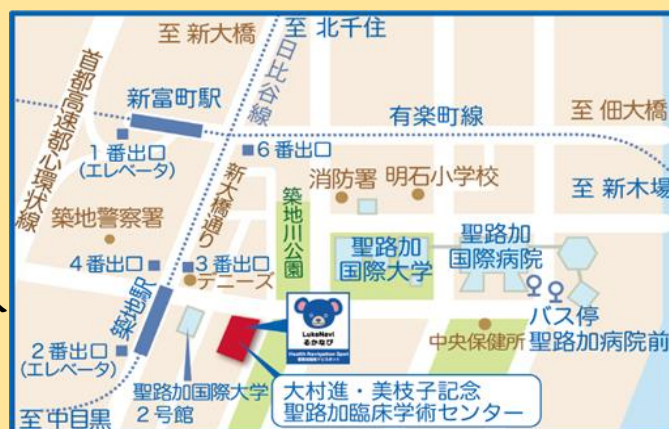 至 新大橋
至 北千住
首都高速都心環状線
日比谷線
新富町駅
有楽町線
至 佃大橋
1番出口
(エレベータ)
6番出口
新大橋通り
消防署
明石小学校
至 新木場
築地警察署
築地川公園
聖路加
国際大学
聖路加
国際病院
4番出口
3番出口
デニーズ
築地駅
LukeNavi
るかなび
Health Navigation Spot
バス停
聖路加病院前
中央保健所
2番出口
(エレベータ)
聖路加国際大学
2号館
大村進・美枝子記念
聖路加臨床学術センター
至 中目黒